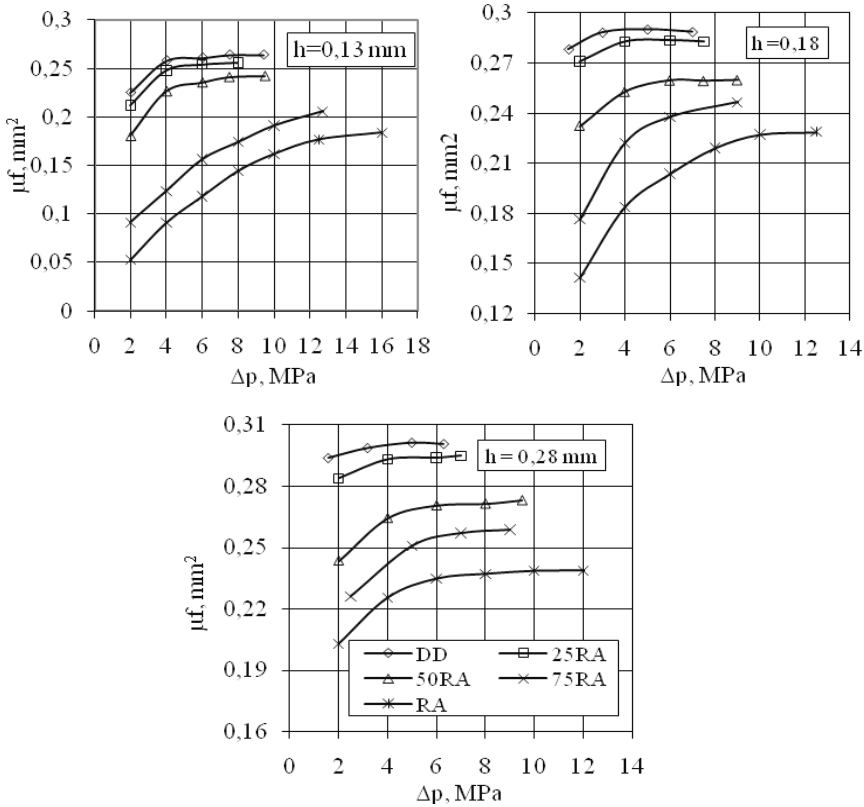 0,3
0,25
0,2
0,15
0,1
0,05
0
µf, mm²
h=0,13 mm
0 2 4 6 8 10 12 14 16 18
Δp, MPa
0,3
0,27
0,24
0,21
0,18
0,15
0,12
µf, mm2
h=0,18
0 2 4 6 8 10 12 14
Δp, MPa
0,31
0,28
0,25
0,22
0,19
0,16
µf, mm²
h = 0,28 mm
DD 25RA
50RA 75RA
RA
0 2 4 6 8 10 12 14
Δp, MPa